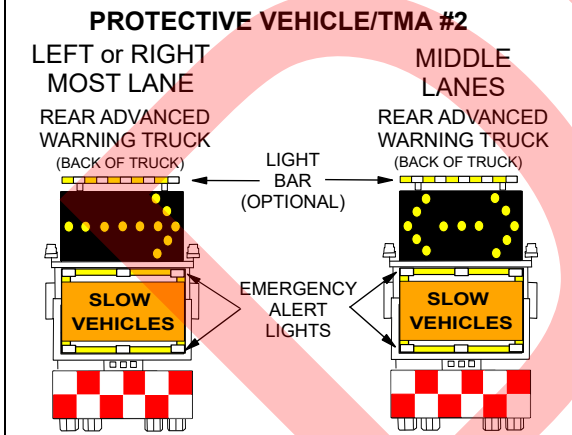 PROTECTIVE VEHICLE/TMA #2
LEFT or RIGHT
MOST LANE
REAR ADVANCED
WARNING TRUCK
(BACK OF TRUCK)
MIDDLE
LANES
REAR ADVANCED
WARNING TRUCK
(BACK OF TRUCK)
LIGHT
BAR
(OPTIONAL)
EMERGENCY
ALERT
LIGHTS
SLOW
VEHICLES
SLOW
VEHICLES